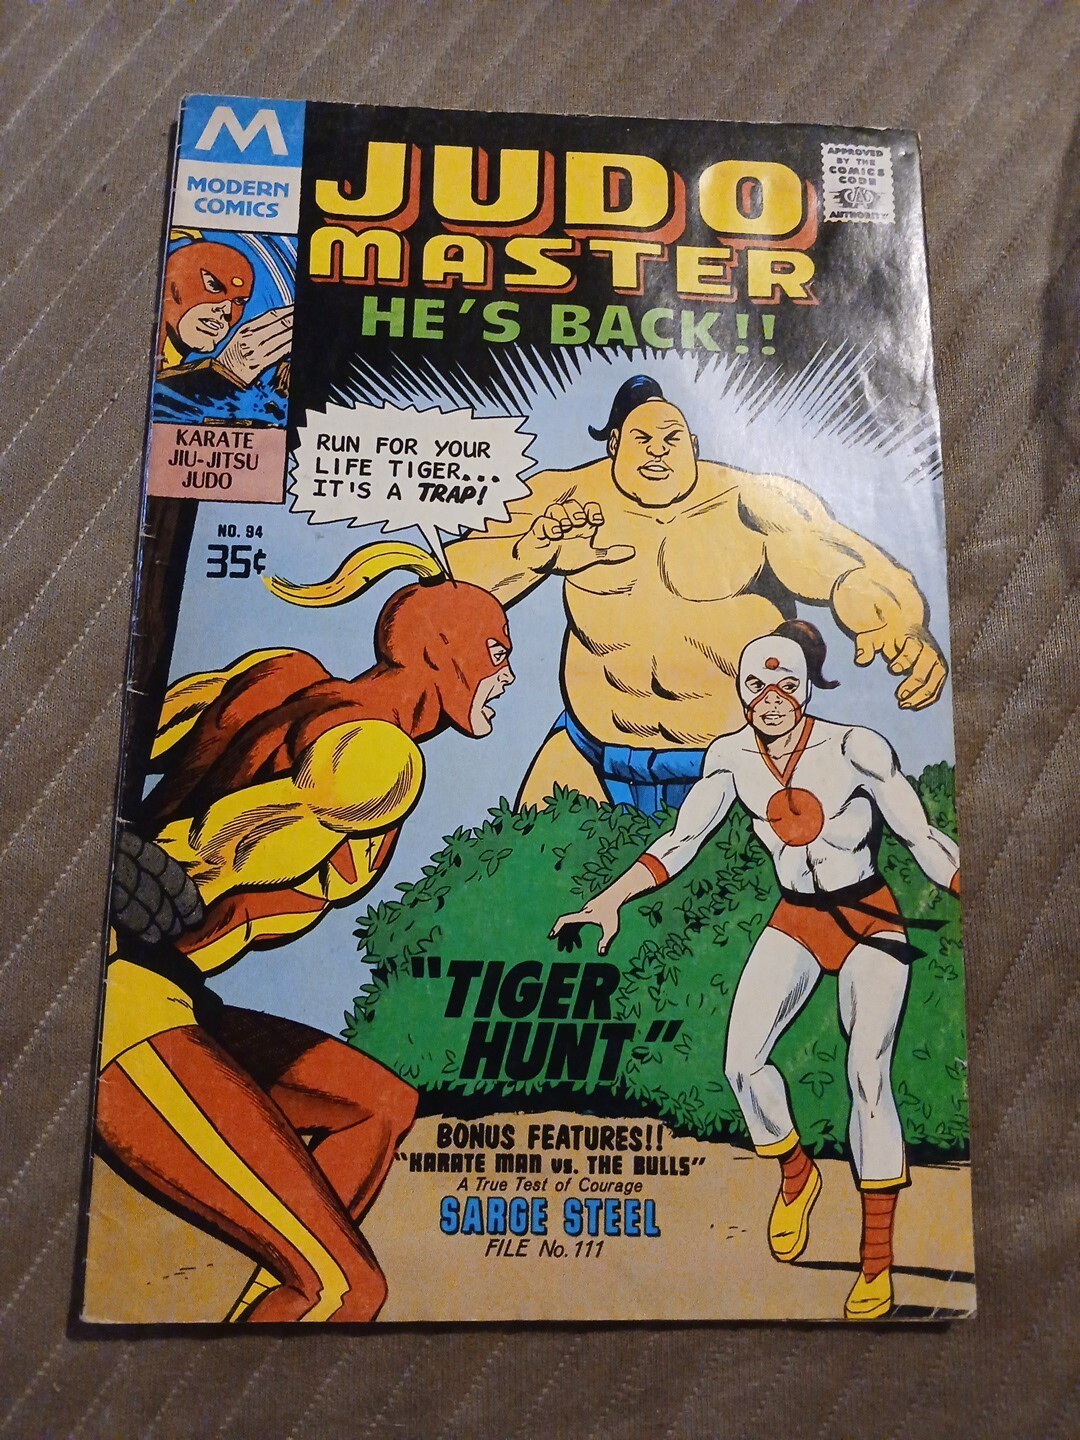 M
MODERN
COMICS
JUDO
MASTER
HE'S BACK!!
APPROVED
BY THE
COMICS
CODE
CA
AUTHORITY
KARATE
JIU-JITSU
JUDO
NO. 94
35¢
RUN FOR YOUR
LIFE TIGER...
IT'S A TRAP!
"TIGER
HUNT"
BONUS FEATURES!!
"KARATE MAN vs. THE BULLS"
A True Test of Courage
SARGE STEEL
FILE No. 111